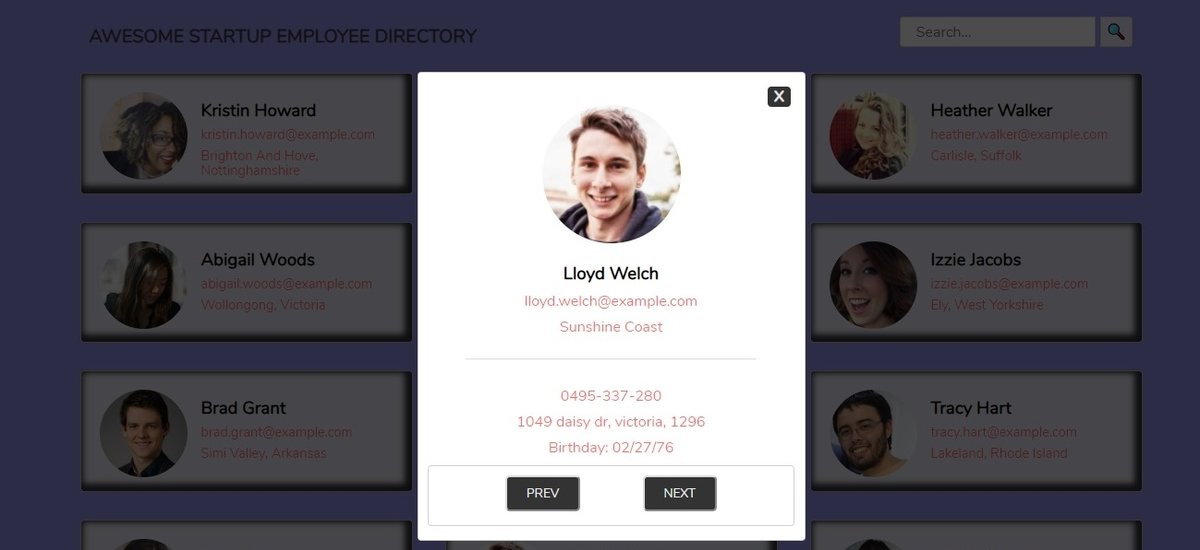 AWESOME STARTUP EMPLOYEE DIRECTORY
Search...
Kristin Howard
kristin.howard@example.com
Brighton And Hove,
Nottinghamshire
X
Lloyd Welch
lloyd.welch@example.com
Sunshine Coast
0495-337-280
1049 daisy dr, victoria, 1296
Birthday: 02/27/76
PREV
NEXT
Heather Walker
heather.walker@example.com
Carlisle, Suffolk
Abigail Woods
abigail.woods@example.com
Wollongong, Victoria
Izzie Jacobs
izzie.jacobs@example.com
Ely, West Yorkshire
Brad Grant
brad.grant@example.com
Simi Valley, Arkansas
Tracy Hart
tracy.hart@example.com
Lakeland, Rhode Island